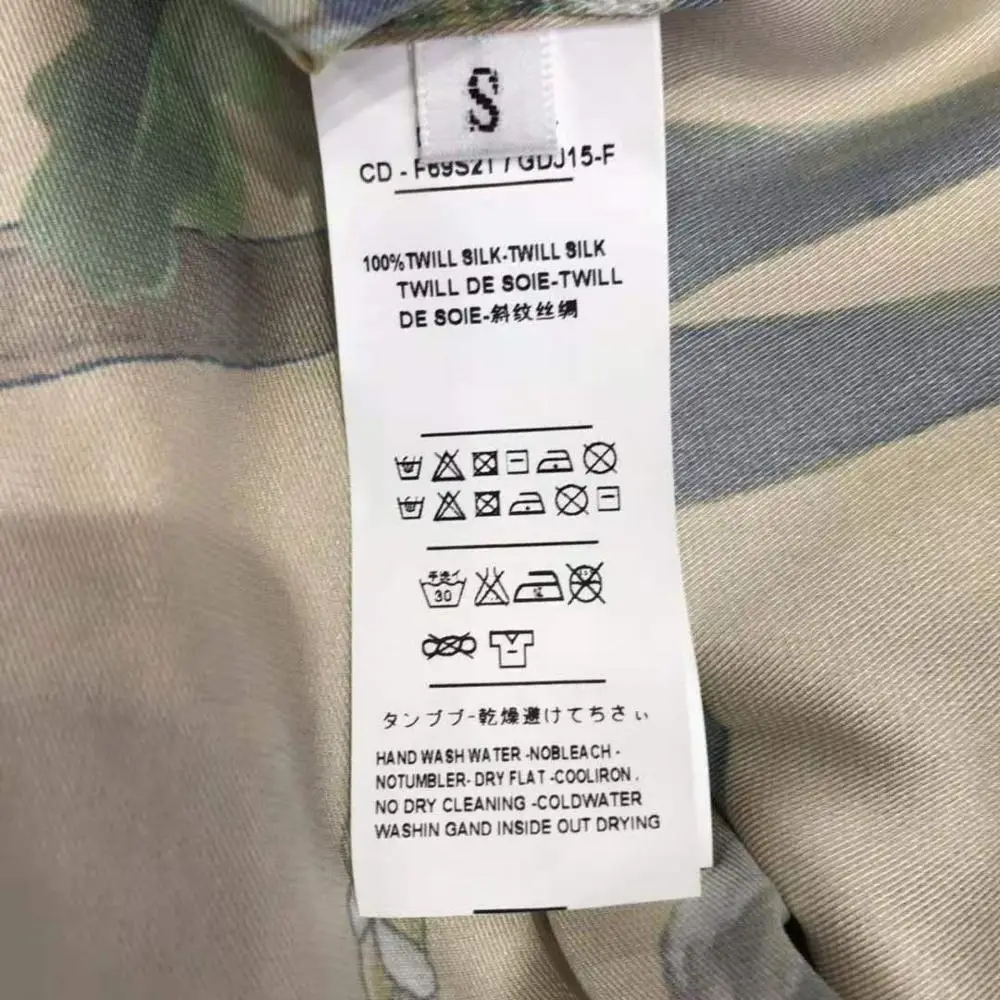 S
CD - F69S21 / GDJ15-F
100%TWILL SILK-TWILL SILK
TWILL DE SOIE-TWILL
DE SOIE-斜纹丝绸
30
タンブブ-乾燥避けてちさぃ
HAND WASH WATER -NOBLEACH -
NOTUMBLER- DRY FLAT -COOLIRON .
NO DRY CLEANING -COLDWATER
WASHIN GAND INSIDE OUT DRYING